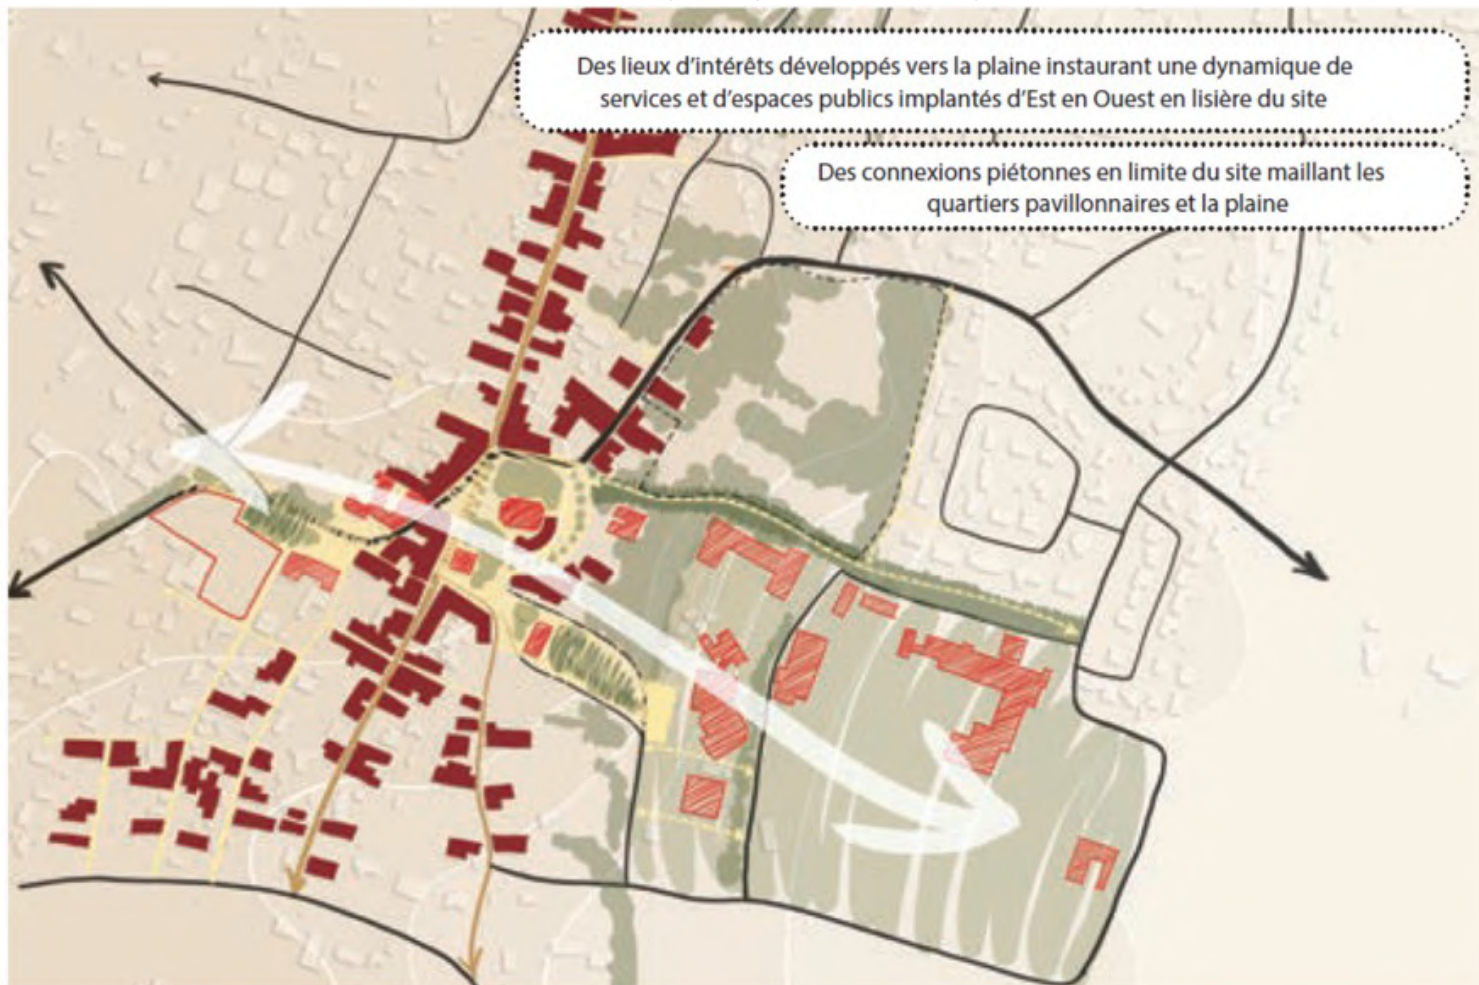 Des lieux d'intérêts développés vers la plaine instaurant une dynamique de
services et d'espaces publics implantés d'Est en Ouest en lisière du site
Des connexions piétonnes en limite du site maillant les
quartiers pavillonnaires et la plaine